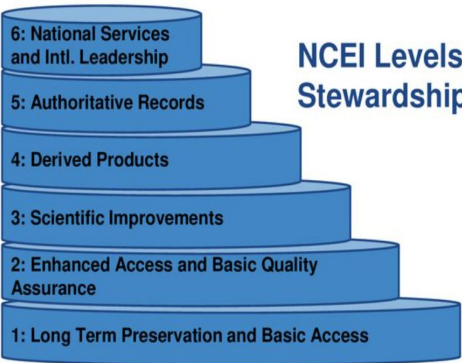 6: National Services
and Intl. Leadership
NCEI Levels
Stewardship
5: Authoritative Records
4: Derived Products
3: Scientific Improvements
2: Enhanced Access and Basic Quality
Assurance
1: Long Term Preservation and Basic Access